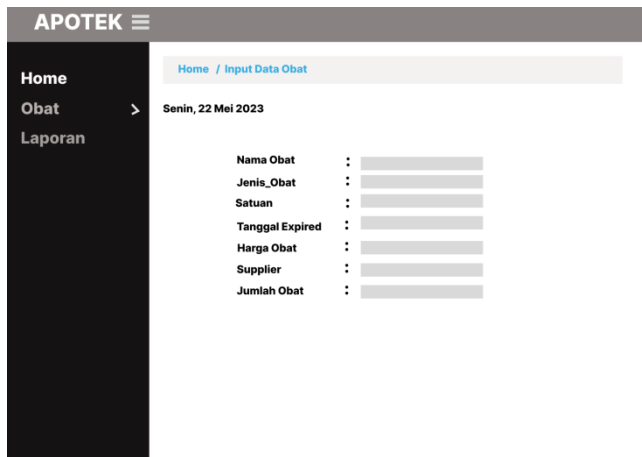 APOTEK
Home / Input Data Obat
Home
Obat >
Laporan
Senin, 22 Mei 2023
Nama Obat :
Jenis_Obat :
Satuan :
Tanggal Expired :
Harga Obat :
Supplier :
Jumlah Obat :